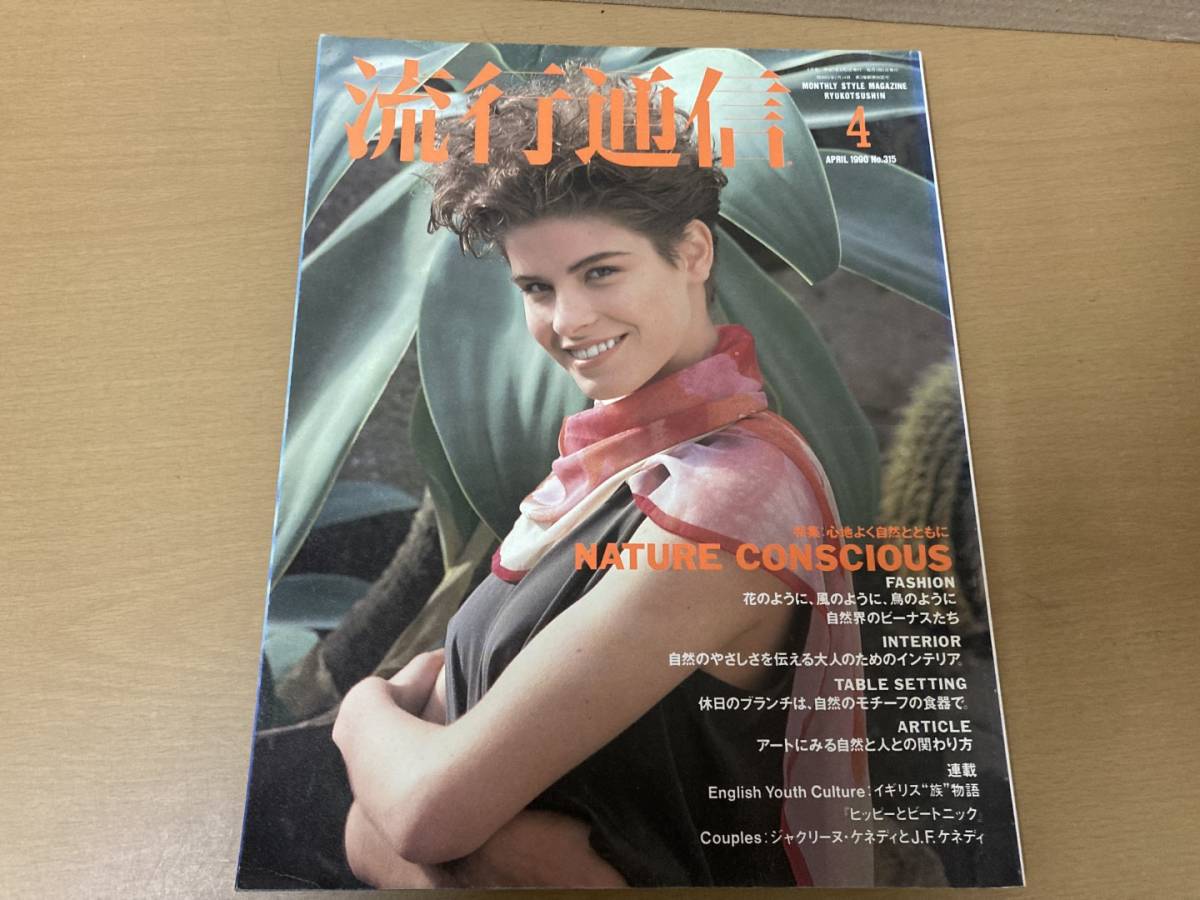 流行通信
MONTHLY STYLE MAGAZINE
RYUKOTSUSHIN
4
APRIL 1990 No.315
特集:心地よく自然とともに
NATURE CONSCIOUS
FASHION
花のように、風のように、鳥のように
自然界のビーナスたち
INTERIOR
自然のやさしさを伝える大人のためのインテリア。
TABLE SETTING
休日のブランチは、自然のモチーフの食器で。
ARTICLE
アートにみる自然と人との関わり方
連載
English Youth Culture:イギリス“族”物語
『ヒッピーとビートニック』
Couples:ジャクリーヌ・ケネディとJ.F.ケネディ